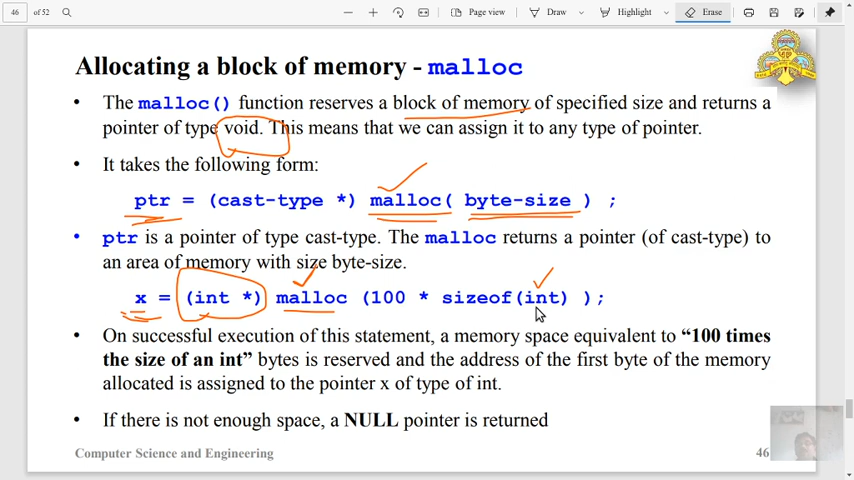 46 of 52 Page view Draw Highlight Erase
Allocating a block of memory - malloc
• The malloc() function reserves a block of memory of specified size and returns a
pointer of type void. This means that we can assign it to any type of pointer.
• It takes the following form:
ptr = (cast-type *) malloc( byte-size ) ;
• ptr is a pointer of type cast-type. The malloc returns a pointer (of cast-type) to
an area of memory with size byte-size.
x = (int *) malloc (100 * sizeof(int) );
• On successful execution of this statement, a memory space equivalent to “100 times
the size of an int” bytes is reserved and the address of the first byte of the memory
allocated is assigned to the pointer x of type of int.
• If there is not enough space, a NULL pointer is returned
Computer Science and Engineering 46